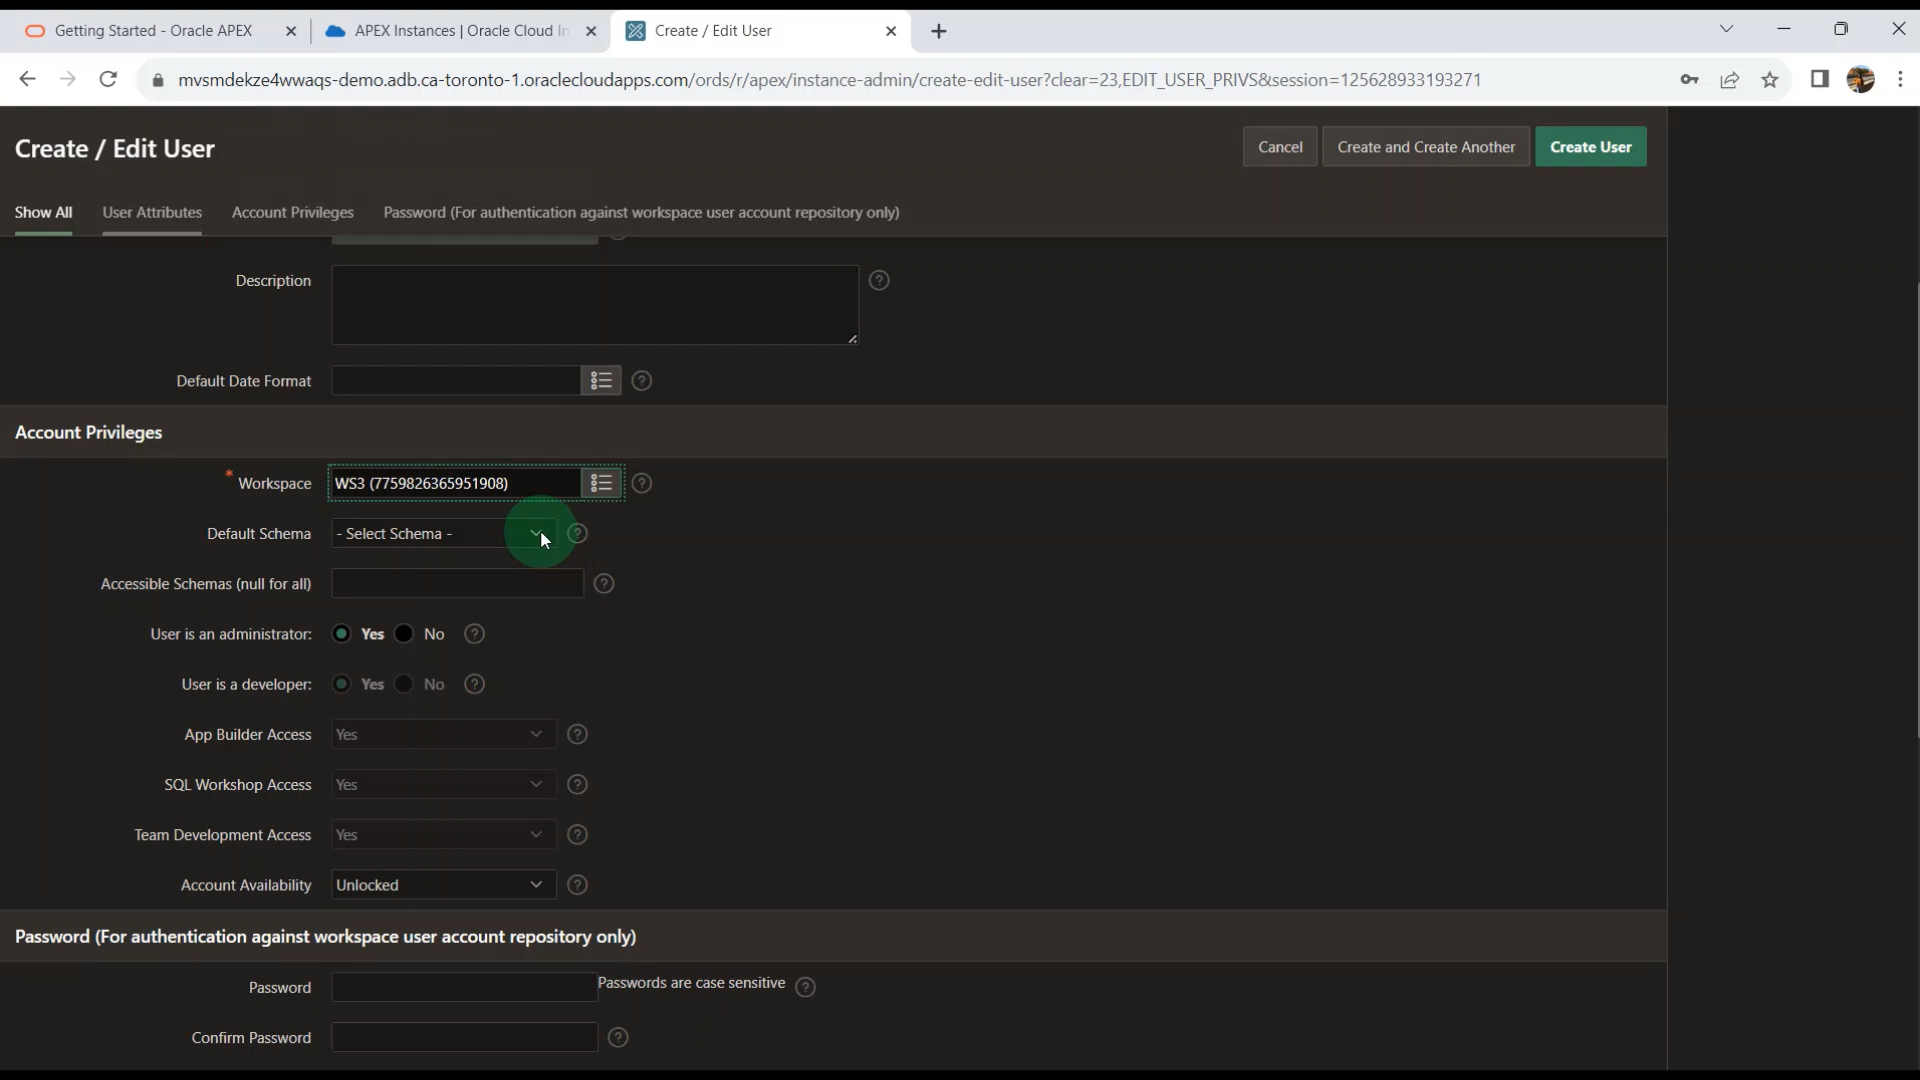 Getting Started - Oracle APEX
APEX Instances | Oracle Cloud In
Create / Edit User
mvsmdekze4wwaqs-demo.adb.ca-toronto-1.oraclecloudapps.com/ords/r/apex/instance-admin/create-edit-user?clear=23,EDIT_USER_PRIVS&session=125628933193271
Create / Edit User
Cancel
Create and Create Another
Create User
Show All
User Attributes
Account Privileges
Password (For authentication against workspace user account repository only)
Description
Default Date Format
Account Privileges
* Workspace WS3 (7759826365951908)
Default Schema - Select Schema -
Accessible Schemas (null for all)
User is an administrator: Yes No
User is a developer: Yes No
App Builder Access Yes
SQL Workshop Access Yes
Team Development Access Yes
Account Availability Unlocked
Password (For authentication against workspace user account repository only)
Password Passwords are case sensitive
Confirm Password